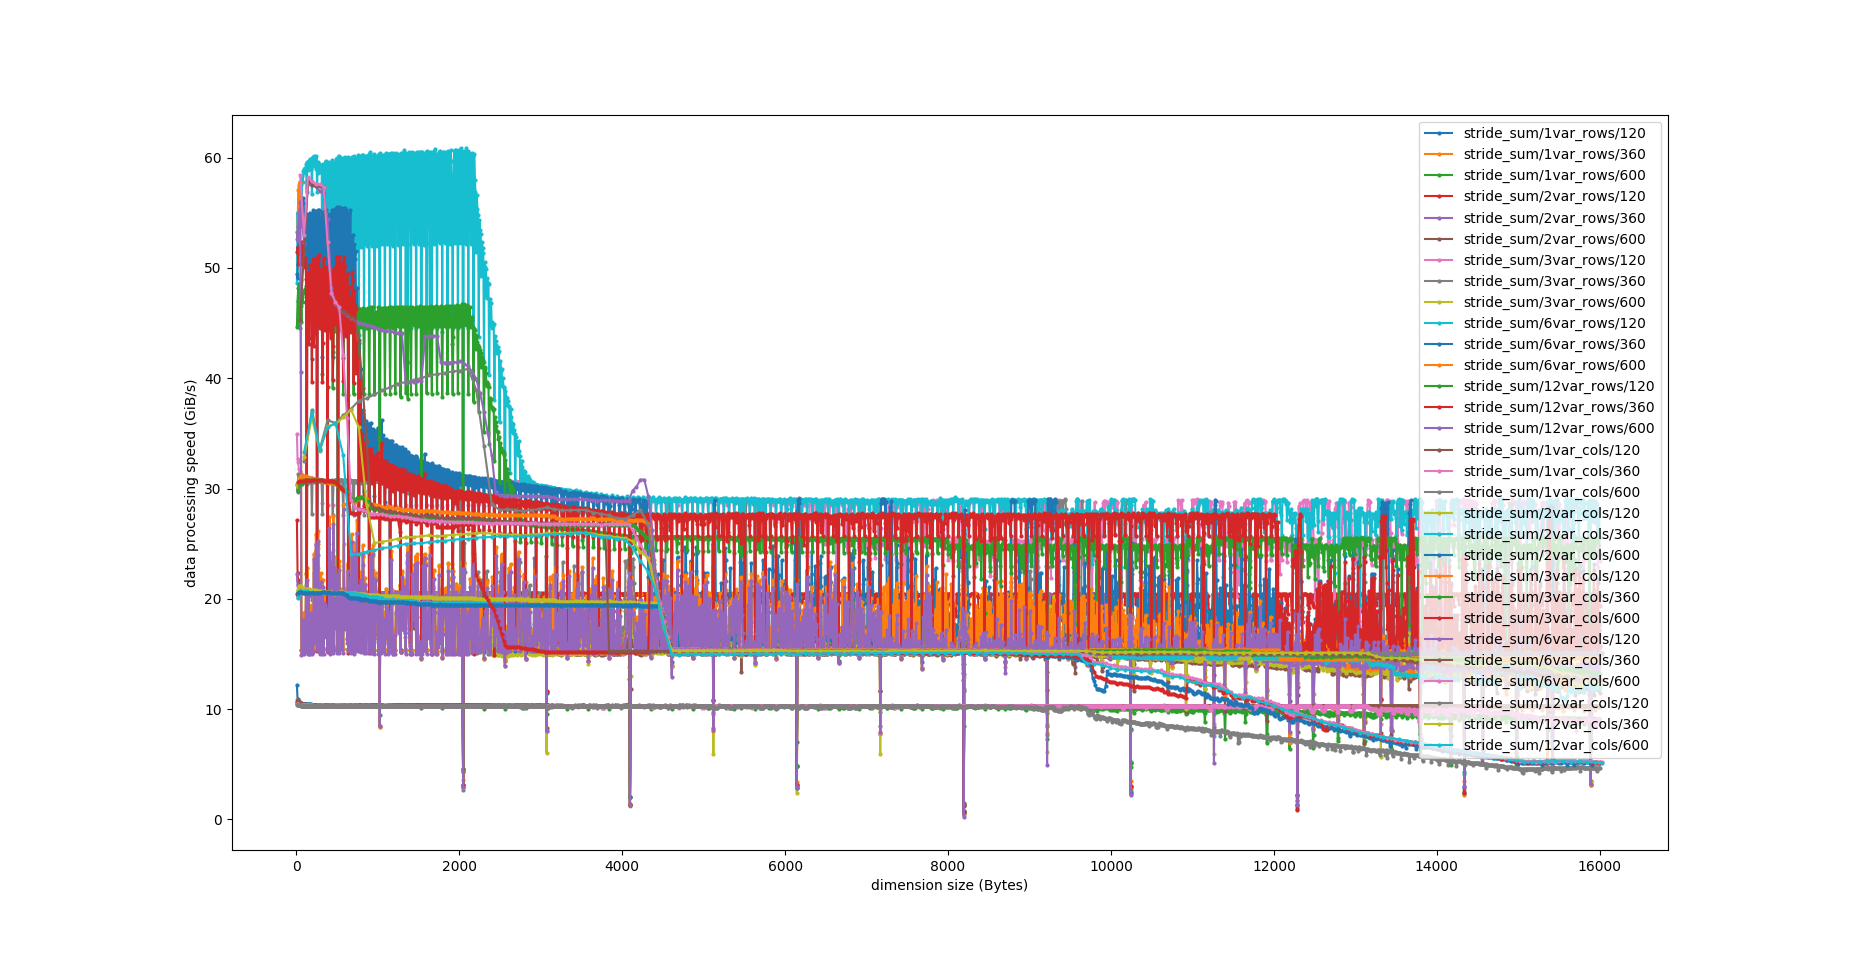 60
50
40
30
20
10
0
data processing speed (GiB/s)
0 2000 4000 6000 8000 10000 12000 14000 16000
dimension size (Bytes)
stride_sum/1var_rows/120
stride_sum/1var_rows/360
stride_sum/1var_rows/600
stride_sum/2var_rows/120
stride_sum/2var_rows/360
stride_sum/2var_rows/600
stride_sum/3var_rows/120
stride_sum/3var_rows/360
stride_sum/3var_rows/600
stride_sum/6var_rows/120
stride_sum/6var_rows/360
stride_sum/6var_rows/600
stride_sum/12var_rows/120
stride_sum/12var_rows/360
stride_sum/12var_rows/600
stride_sum/1var_cols/120
stride_sum/1var_cols/360
stride_sum/1var_cols/600
stride_sum/2var_cols/120
stride_sum/2var_cols/360
stride_sum/2var_cols/600
stride_sum/3var_cols/120
stride_sum/3var_cols/360
stride_sum/3var_cols/600
stride_sum/6var_cols/120
stride_sum/6var_cols/360
stride_sum/6var_cols/600
stride_sum/12var_cols/120
stride_sum/12var_cols/360
stride_sum/12var_cols/600